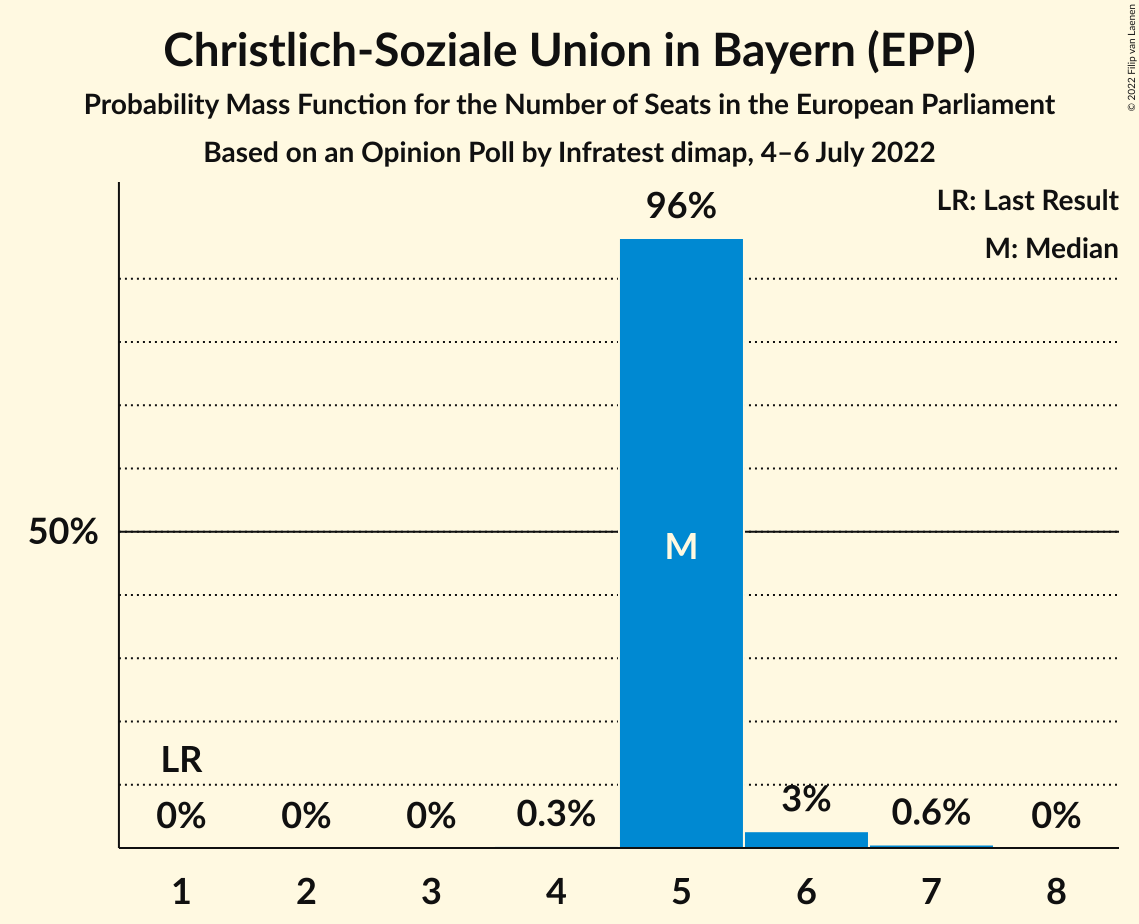 Christlich-Soziale Union in Bayern (EPP)
Probability Mass Function for the Number of Seats in the European Parliament
Based on an Opinion Poll by Infratest dimap, 4–6 July 2022
© 2022 Filip van Laenen
LR: Last Result
M: Median
96%
50%
M
LR
0% 0% 0% 0.3% 3% 0.6% 0%
1 2 3 4 5 6 7 8